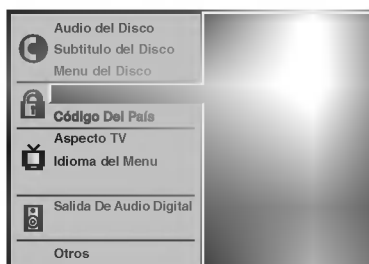 Audio del Disco
Subtitulo del Disco
Menu del Disco
Código Del País
Aspecto TV
Idioma del Menu
Salida De Audio Digital
Otros